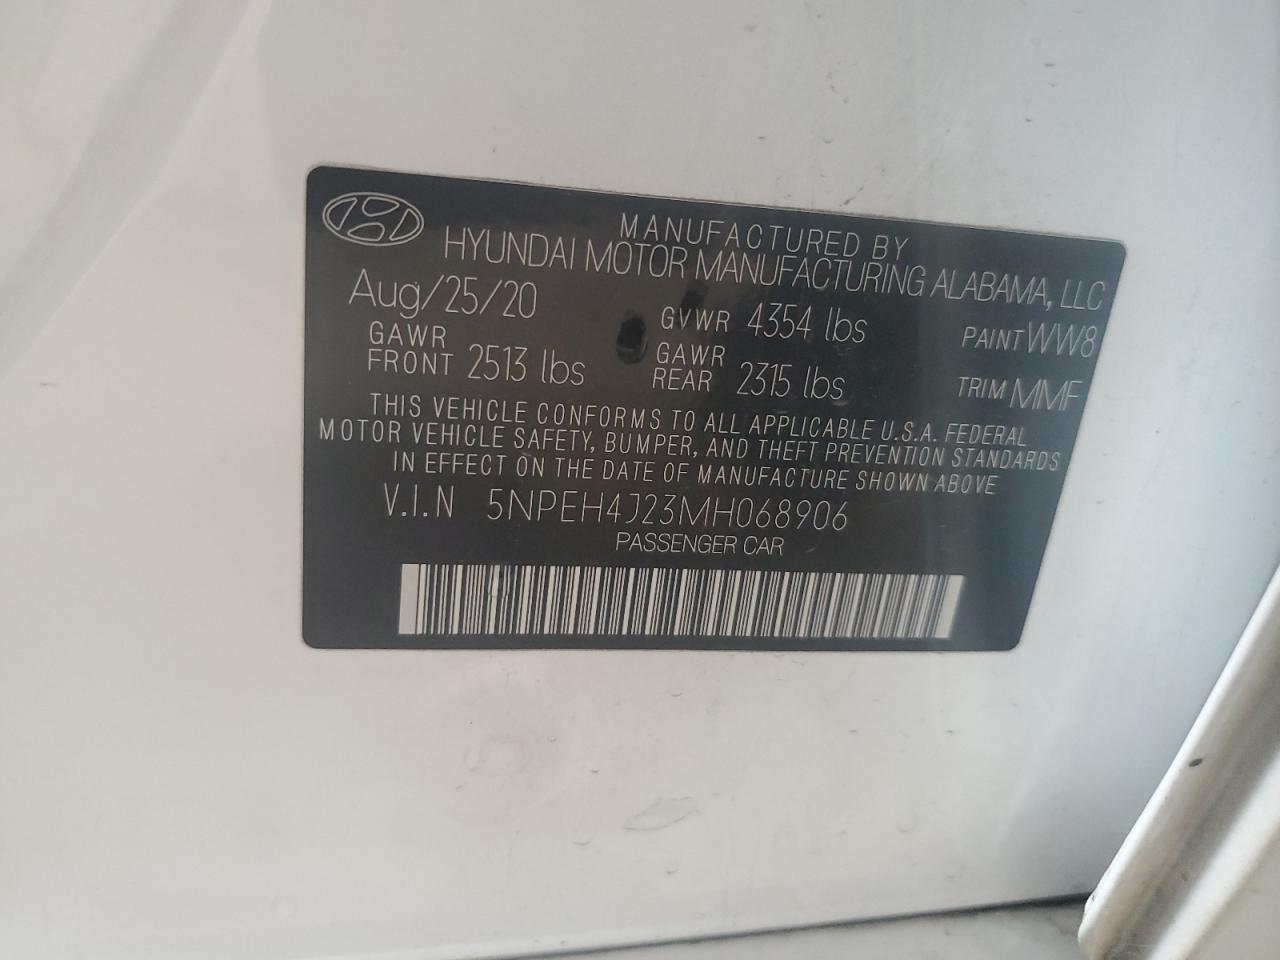 MANUFACTURED BY
HYUNDAI MOTOR MANUFACTURING ALABAMA, LLC
Aug/25/20 GVWR 4354 lbs PAINT WW8
GAWR FRONT 2513 lbs GAWR REAR 2315 lbs TRIM MMF
THIS VEHICLE CONFORMS TO ALL APPLICABLE U.S.A. FEDERAL
MOTOR VEHICLE SAFETY, BUMPER, AND THEFT PREVENTION STANDARDS
IN EFFECT ON THE DATE OF MANUFACTURE SHOWN ABOVE
V.I.N 5NPEH4J23MH068906
PASSENGER CAR